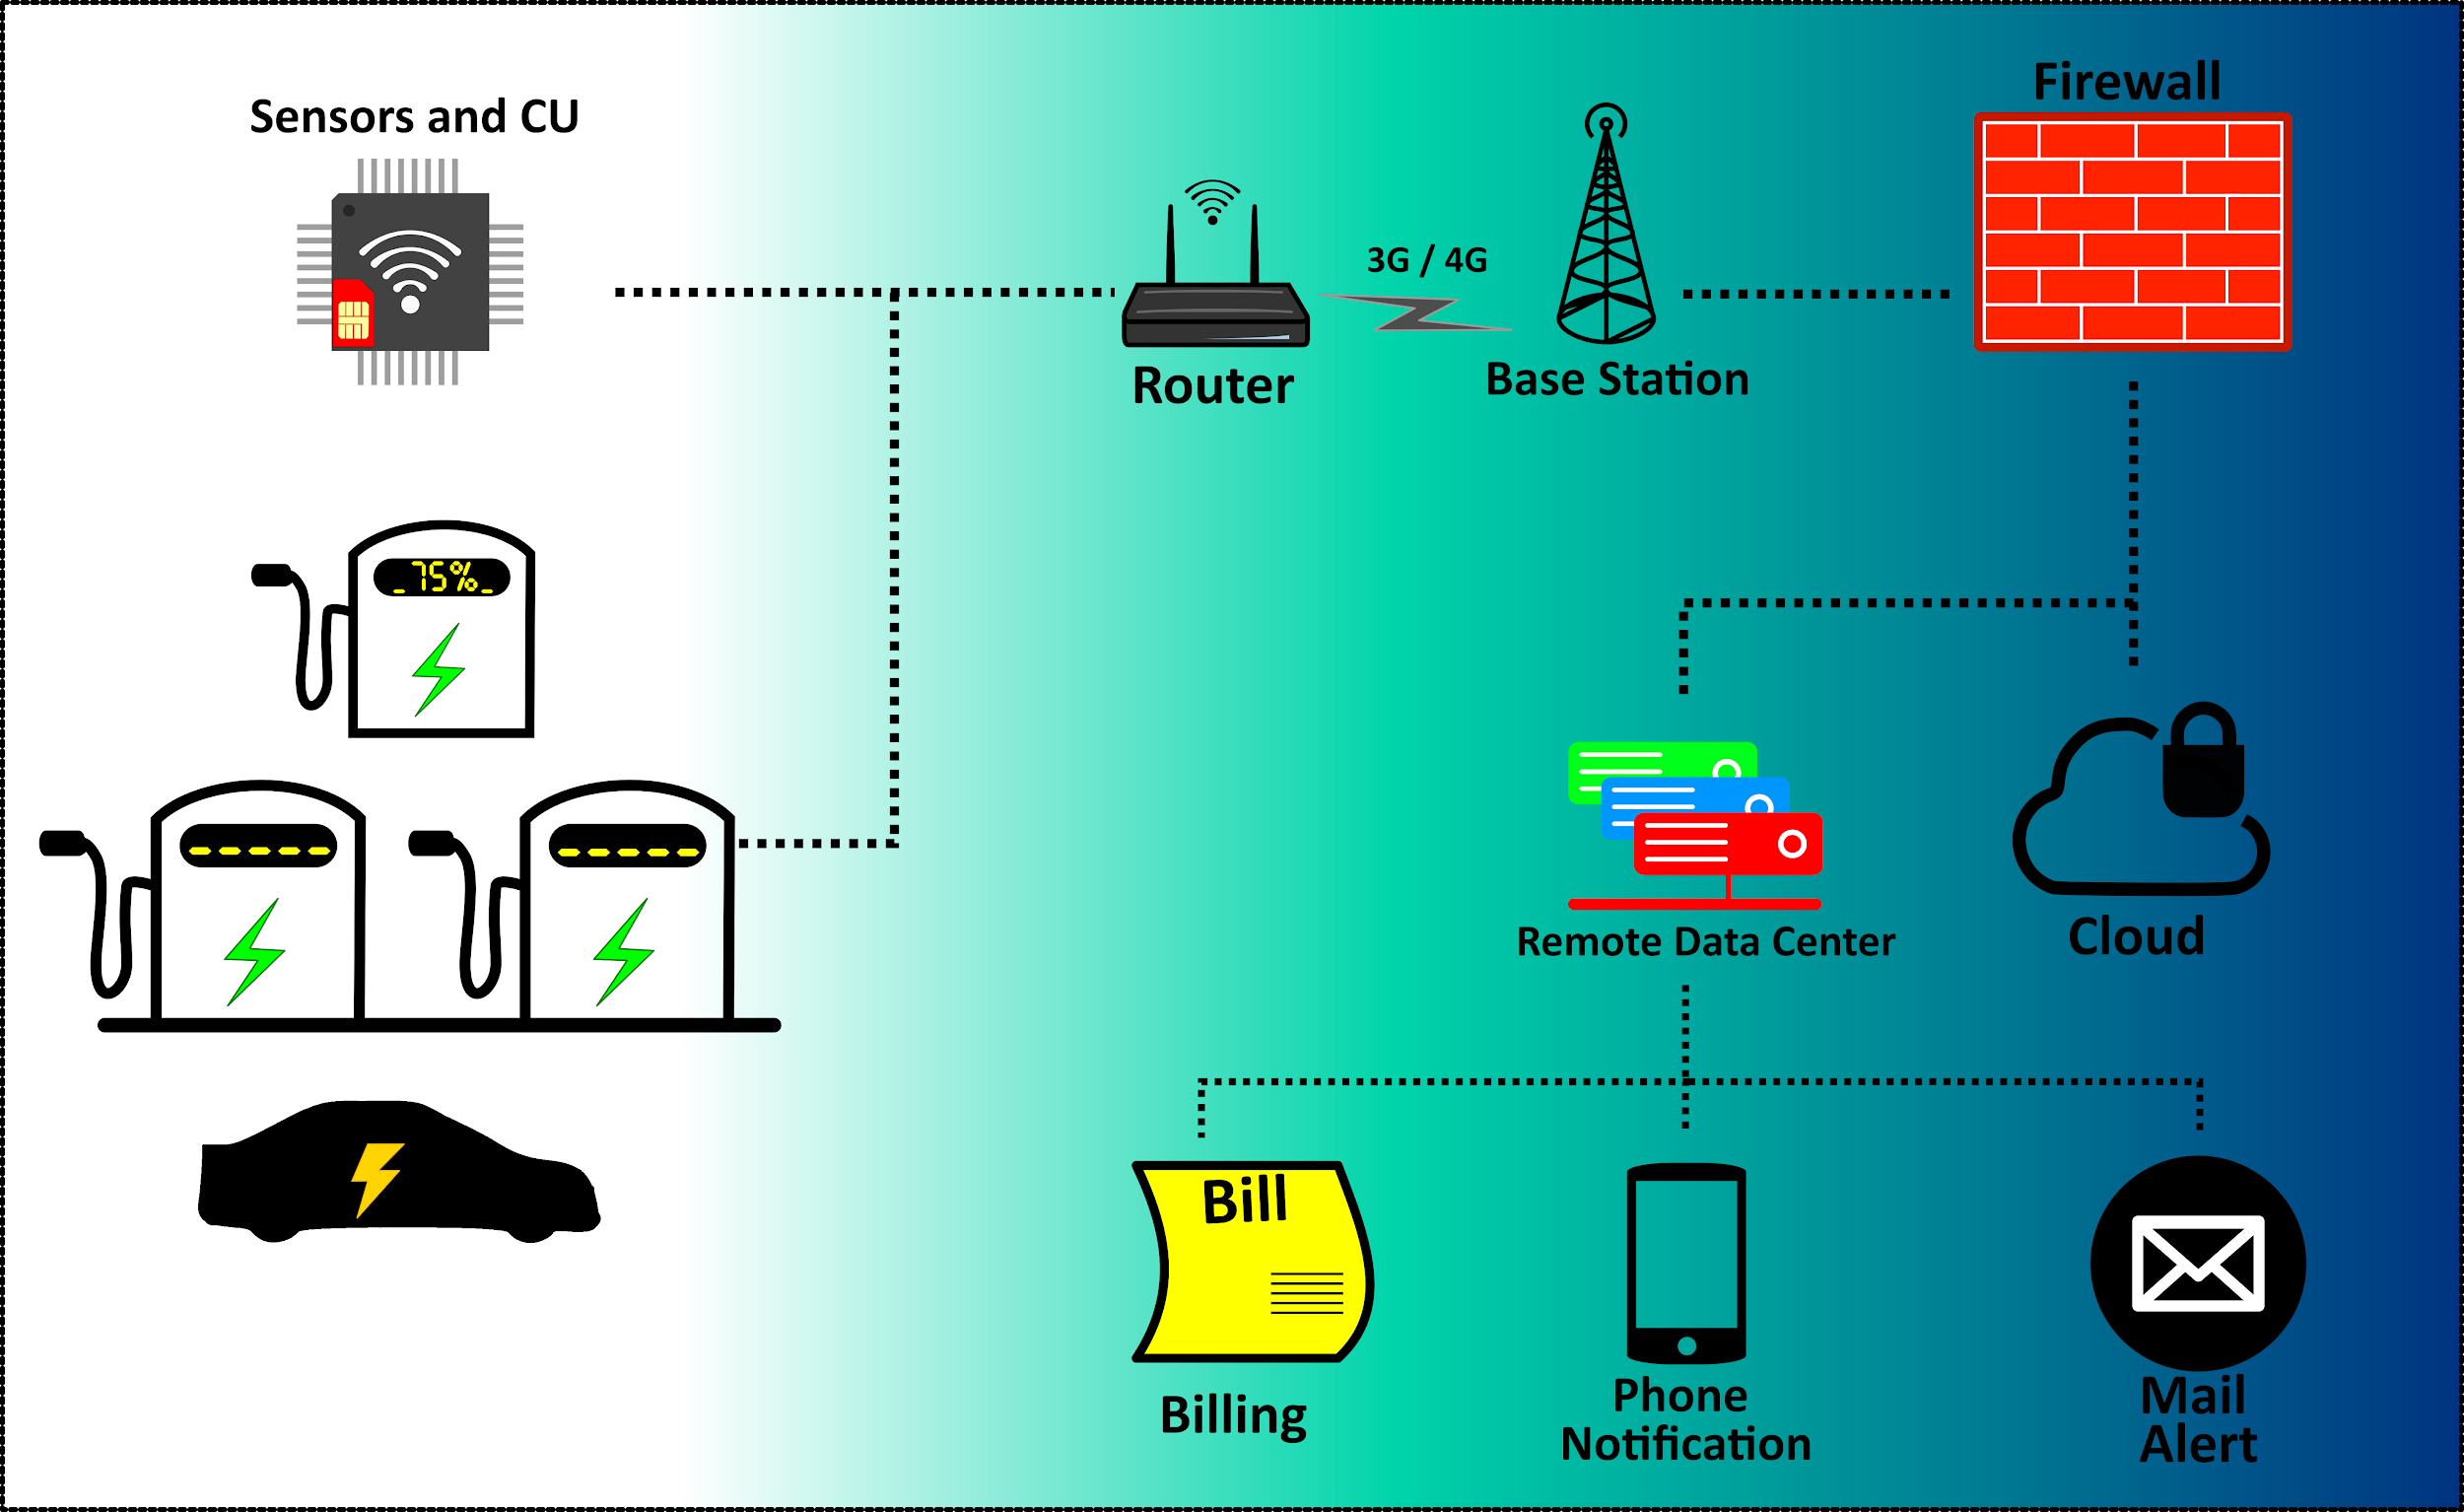 Sensors and CU
Firewall
3G / 4G
Router
Base Station
_75%_
-----
-----
Remote Data Center
Cloud
Bill
Billing
Phone
Notification
Mail
Alert